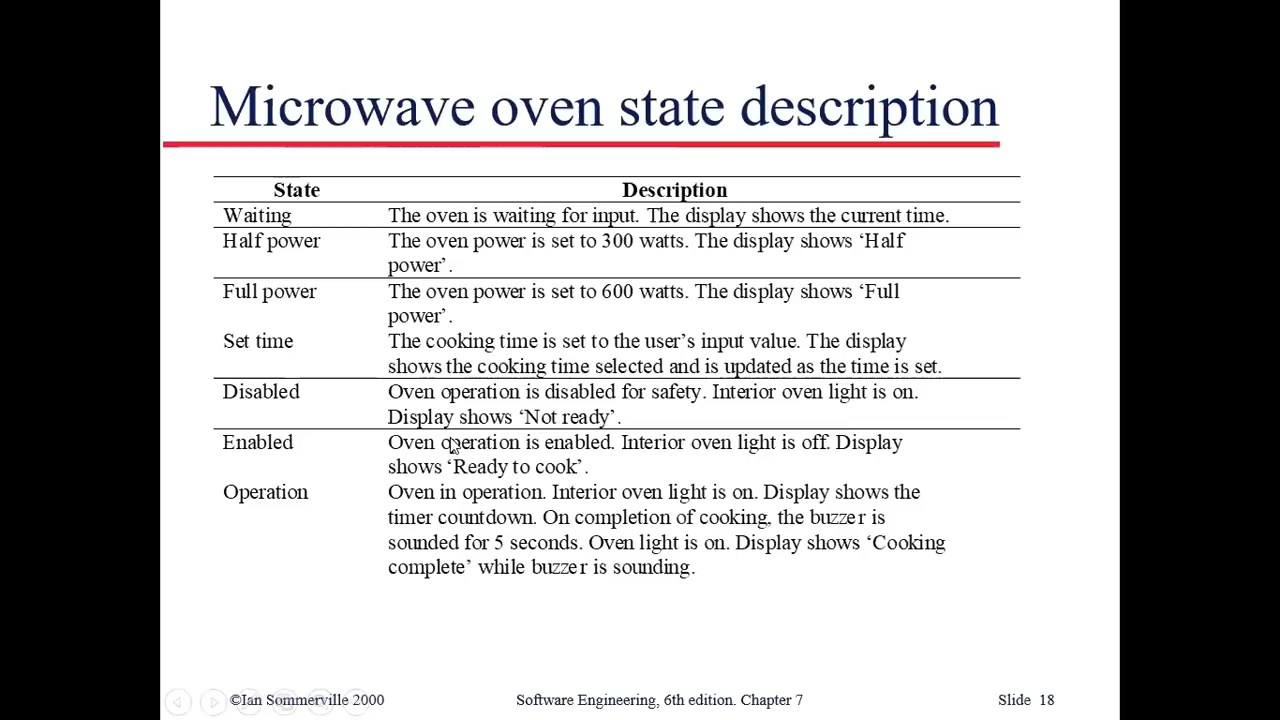 Microwave oven state description
State Description
Waiting The oven is waiting for input. The display shows the current time.
Half power The oven power is set to 300 watts. The display shows ‘Half
power’.
Full power The oven power is set to 600 watts. The display shows ‘Full
power’.
Set time The cooking time is set to the user’s input value. The display
shows the cooking time selected and is updated as the time is set.
Disabled Oven operation is disabled for safety. Interior oven light is on.
Display shows ‘Not ready’.
Enabled Oven operation is enabled. Interior oven light is off. Display
shows ‘Ready to cook’.
Operation Oven in operation. Interior oven light is on. Display shows the
timer countdown. On completion of cooking, the buzzer is
sounded for 5 seconds. Oven light is on. Display shows ‘Cooking
complete’ while buzzer is sounding.
©Ian Sommerville 2000 Software Engineering, 6th edition. Chapter 7 Slide 18